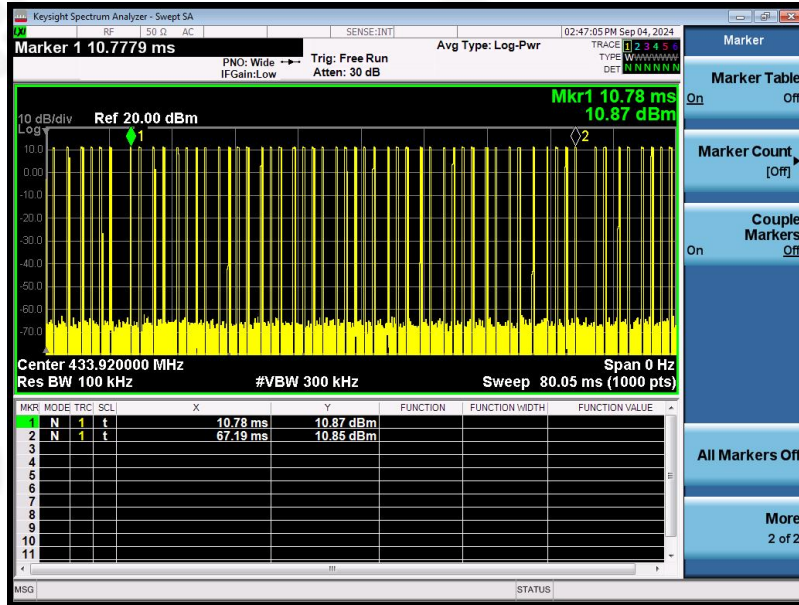 Keysight Spectrum Analyzer - Swept SA
LXI RF 50 Ω AC SENSE:INT 02:47:05 PM Sep 04, 2024
Marker 1 10.7779 ms
PNO: Wide
IFGain:Low
Trig: Free Run
Atten: 30 dB
Avg Type: Log-Pwr
TRACE 1 2 3 4 5 6
TYPE WWWWWW
DET N N N N N N
Mkr1 10.78 ms
10.87 dBm
10 dB/div Ref 20.00 dBm
Log
1
2
10.0
0.00
-10.0
-20.0
-30.0
-40.0
-50.0
-60.0
-70.0
Center 433.920000 MHz Span 0 Hz
Res BW 100 kHz #VBW 300 kHz Sweep 80.05 ms (1000 pts)
MKR MODE TRC SCL X Y FUNCTION FUNCTION WIDTH FUNCTION VALUE
1 N 1 t 10.78 ms 10.87 dBm
2 N 1 t 67.19 ms 10.85 dBm
3
4
5
6
7
8
9
10
11
MSG STATUS
Marker
Marker Table
On Off
Marker Count
[Off]
Couple
Markers
On Off
All Markers Off
More
2 of 2